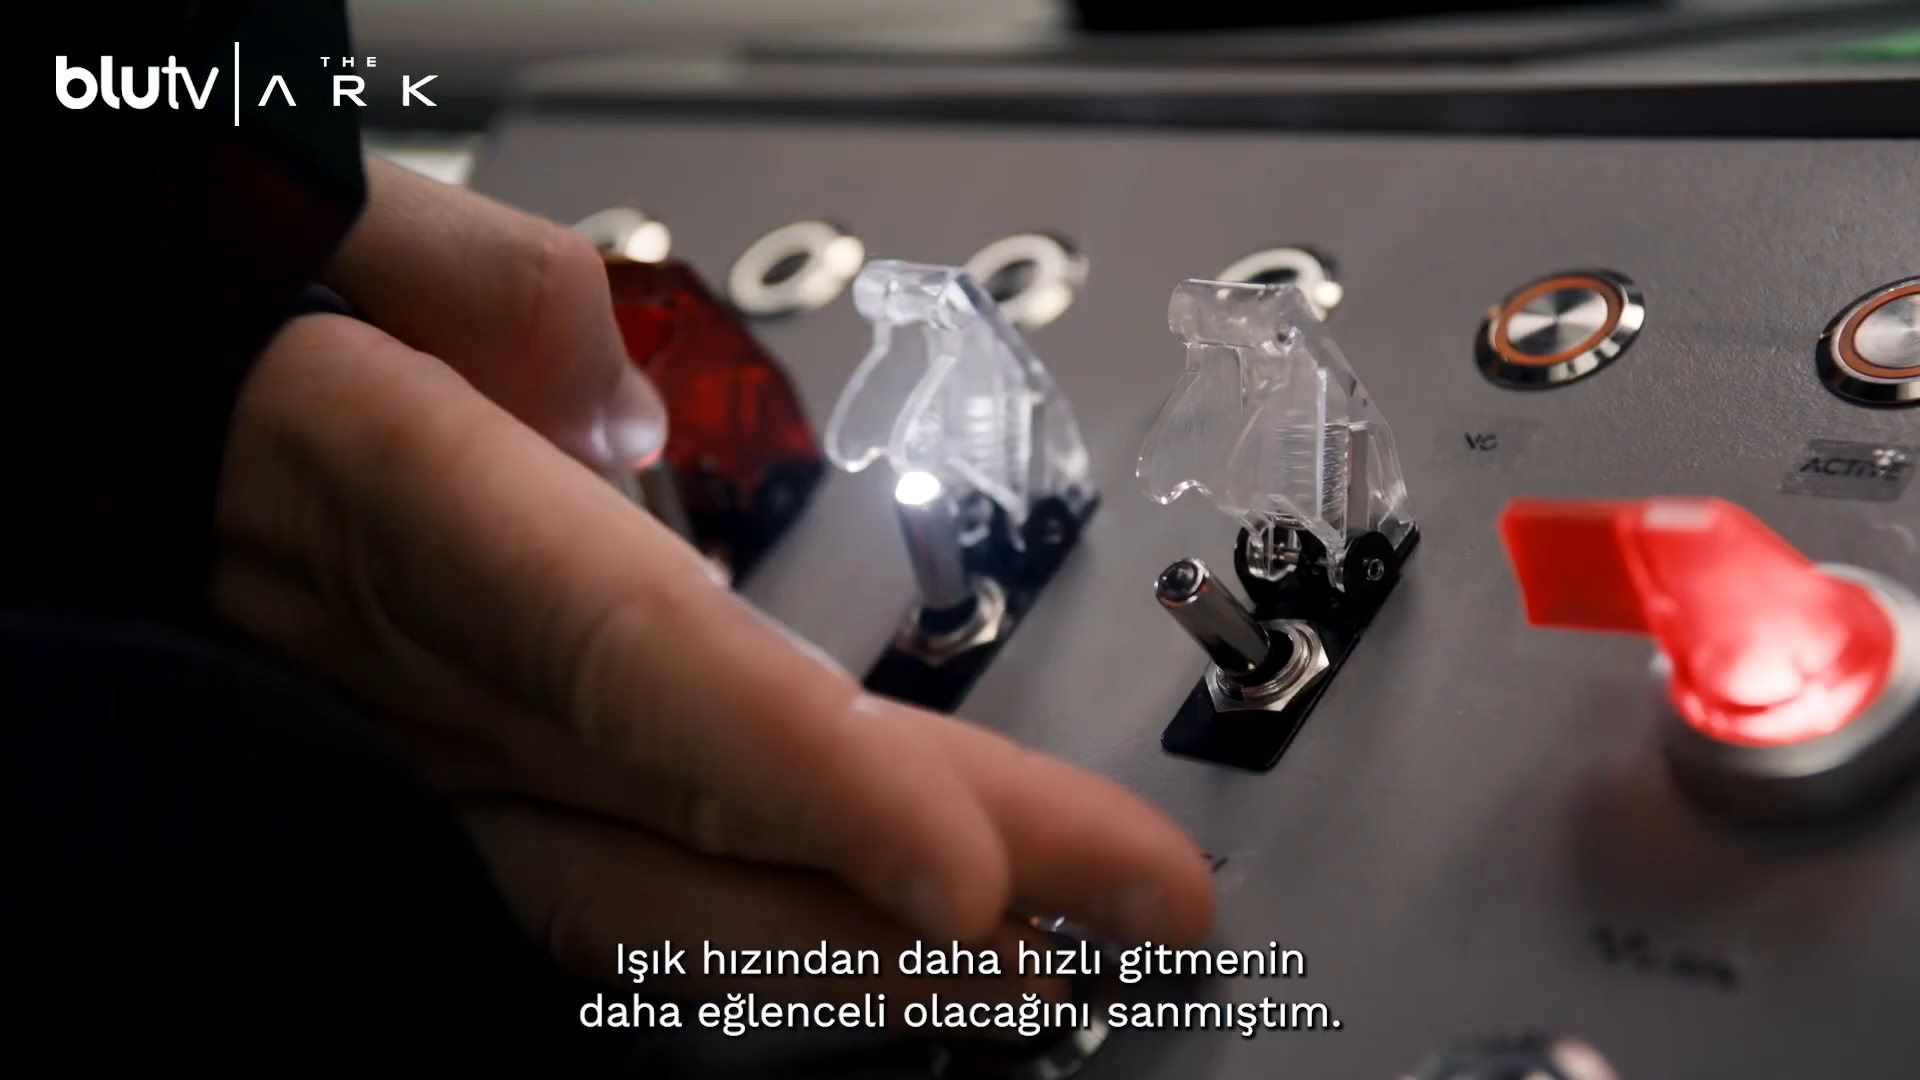 blutv
THE
ARK
VC
ACTIVE
Işık hızından daha hızlı gitmenin
daha eğlenceli olacağını sanmıştım.